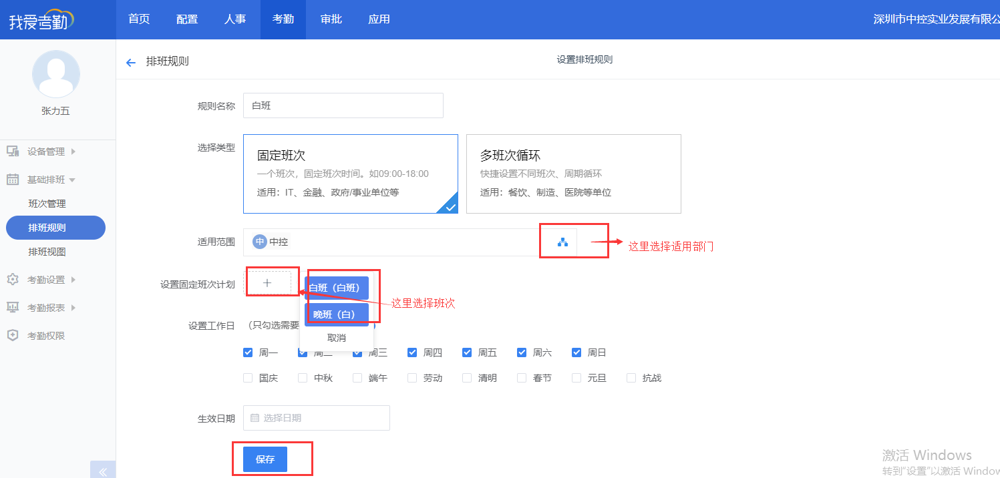 我爱考勤 首页 配置 人事 考勤 审批 应用 深圳市中控实业发展有限公
张力五
设备管理
基础排班
班次管理
排班规则
排班视图
考勤设置
考勤报表
考勤权限
排班规则 设置排班规则
规则名称 白班
选择类型
固定班次
一个班次，固定班次时间。如09:00-18:00
适用：IT、金融、政府/事业单位等
多班次循环
快捷设置不同班次、周期循环
适用：餐饮、制造、医院等单位
适用范围 中 中控
这里选择适用部门
设置固定班次计划 + 白班（白班）
晚班（白）
取消
这里选择班次
设置工作日 （只勾选需要
周一 周三 周四 周五 周六 周日
国庆 中秋 端午 劳动 清明 春节 元旦 抗战
生效日期 选择日期
保存
激活 Windows
转到“设置”以激活 Window